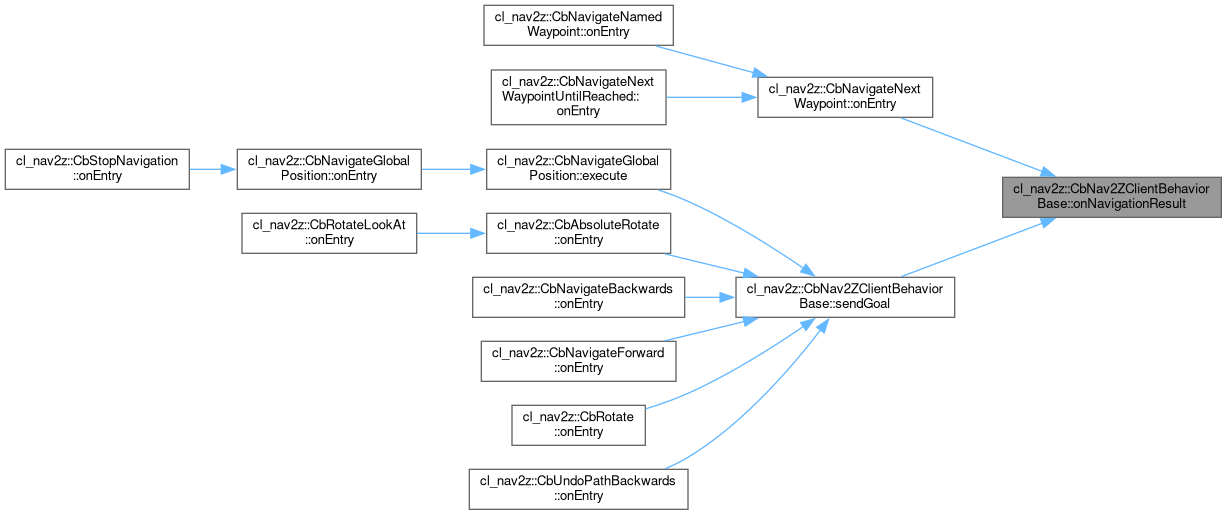 cl_nav2z::CbNavigateNamed
Waypoint::onEntry
cl_nav2z::CbNavigateNext
WaypointUntilReached::
onEntry
cl_nav2z::CbNavigateNext
Waypoint::onEntry
cl_nav2z::CbStopNavigation
::onEntry
cl_nav2z::CbNavigateGlobal
Position::onEntry
cl_nav2z::CbNavigateGlobal
Position::execute
cl_nav2z::CbNav2ZClientBehavior
Base::onNavigationResult
cl_nav2z::CbRotateLookAt
::onEntry
cl_nav2z::CbAbsoluteRotate
::onEntry
cl_nav2z::CbNavigateBackwards
::onEntry
cl_nav2z::CbNav2ZClientBehavior
Base::sendGoal
cl_nav2z::CbNavigateForward
::onEntry
cl_nav2z::CbRotate
::onEntry
cl_nav2z::CbUndoPathBackwards
::onEntry